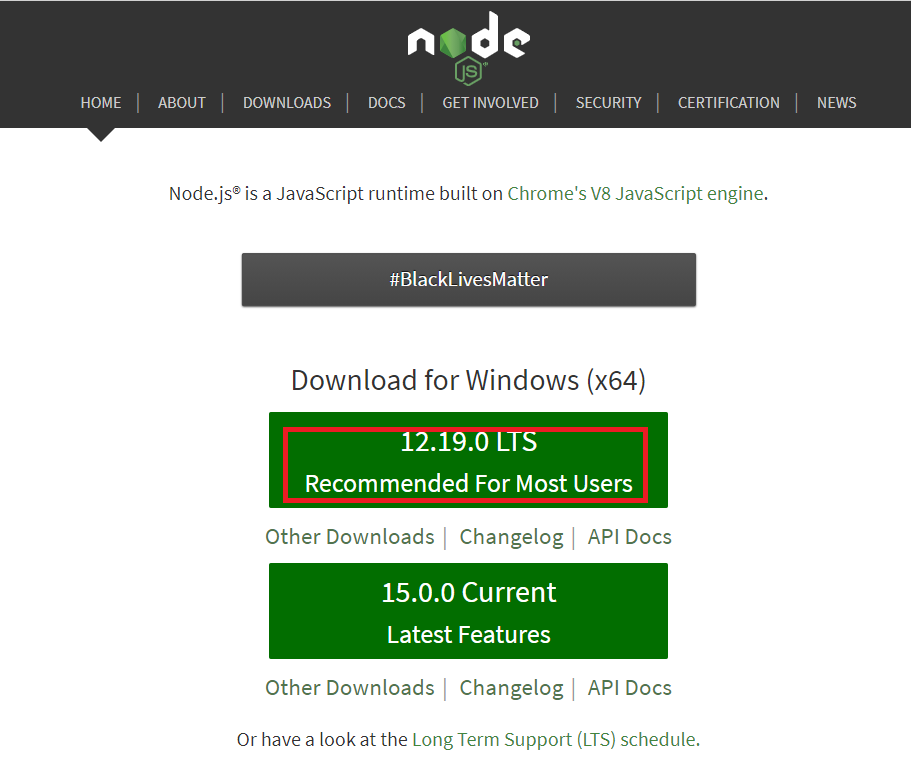 node
JS®
HOME | ABOUT | DOWNLOADS | DOCS | GET INVOLVED | SECURITY | CERTIFICATION | NEWS
Node.js® is a JavaScript runtime built on Chrome's V8 JavaScript engine.
#BlackLivesMatter
Download for Windows (x64)
12.19.0 LTS
Recommended For Most Users
Other Downloads | Changelog | API Docs
15.0.0 Current
Latest Features
Other Downloads | Changelog | API Docs
Or have a look at the Long Term Support (LTS) schedule.